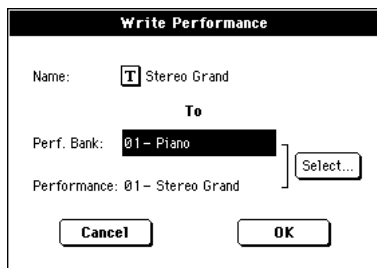 Write Performance
Name: T Stereo Grand
To
Perf. Bank: 01- Piano
Select...
Performance: 01- Stereo Grand
Cancel OK